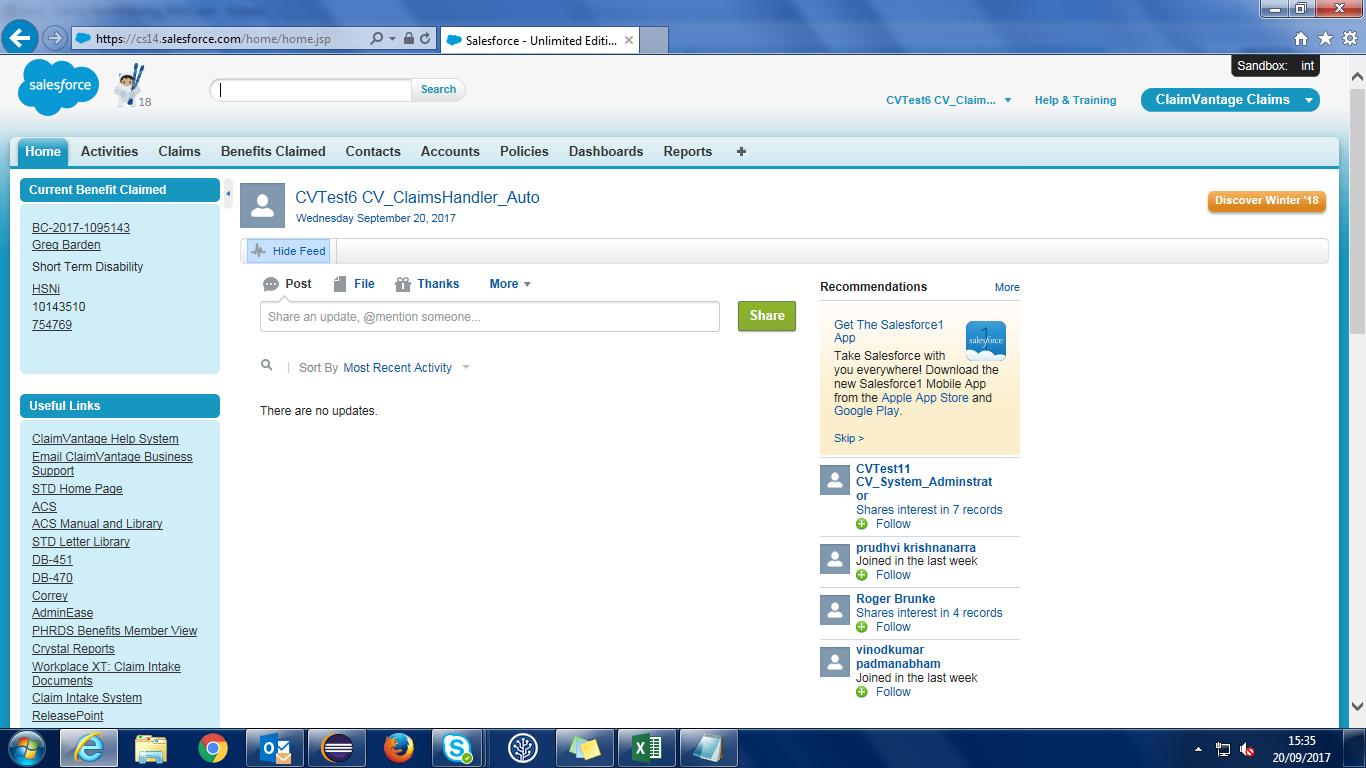 https://cs14.salesforce.com/home/home.jsp
Salesforce - Unlimited Editi...
Sandbox: int
salesforce
18
Search
CVTest6 CV_Claim...
Help & Training
ClaimVantage Claims
Home
Activities
Claims
Benefits Claimed
Contacts
Accounts
Policies
Dashboards
Reports
Current Benefit Claimed
BC-2017-1095143
Greg Barden
Short Term Disability
HSNi
10143510
754769
Useful Links
ClaimVantage Help System
Email ClaimVantage Business
Support
STD Home Page
ACS
ACS Manual and Library
STD Letter Library
DB-451
DB-470
Correy
AdminEase
PHRDS Benefits Member View
Crystal Reports
Workplace XT: Claim Intake
Documents
Claim Intake System
ReleasePoint
CVTest6 CV_ClaimsHandler_Auto
Wednesday September 20, 2017
Discover Winter '18
Hide Feed
Post
File
Thanks
More
Share an update, @mention someone...
Share
Sort By Most Recent Activity
There are no updates.
Recommendations
More
Get The Salesforce1
App
salesforce
Take Salesforce with
you everywhere! Download the
new Salesforce1 Mobile App
from the Apple App Store and
Google Play.
Skip >
CVTest11
CV_System_Adminstrat
or
Shares interest in 7 records
Follow
prudhvi krishnanarra
Joined in the last week
Follow
Roger Brunke
Shares interest in 4 records
Follow
vinodkumar
padmanabham
Joined in the last week
Follow
15:35
20/09/2017